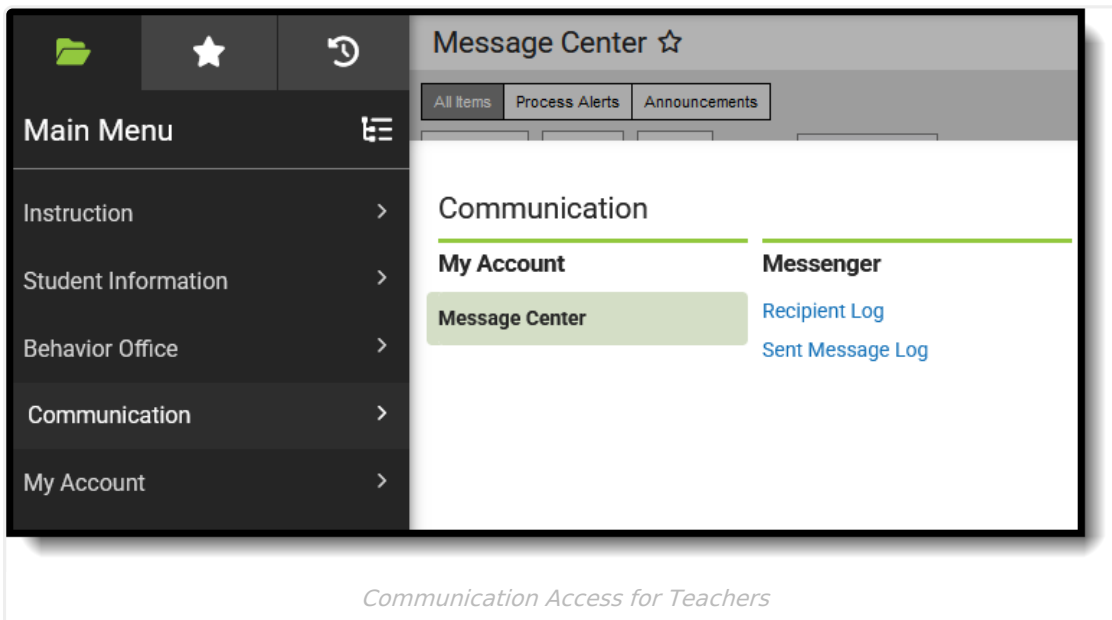 Message Center
All Items Process Alerts Announcements
Main Menu
Instruction
Student Information
Behavior Office
Communication
My Account
Communication
My Account
Message Center
Messenger
Recipient Log
Sent Message Log
Communication Access for Teachers